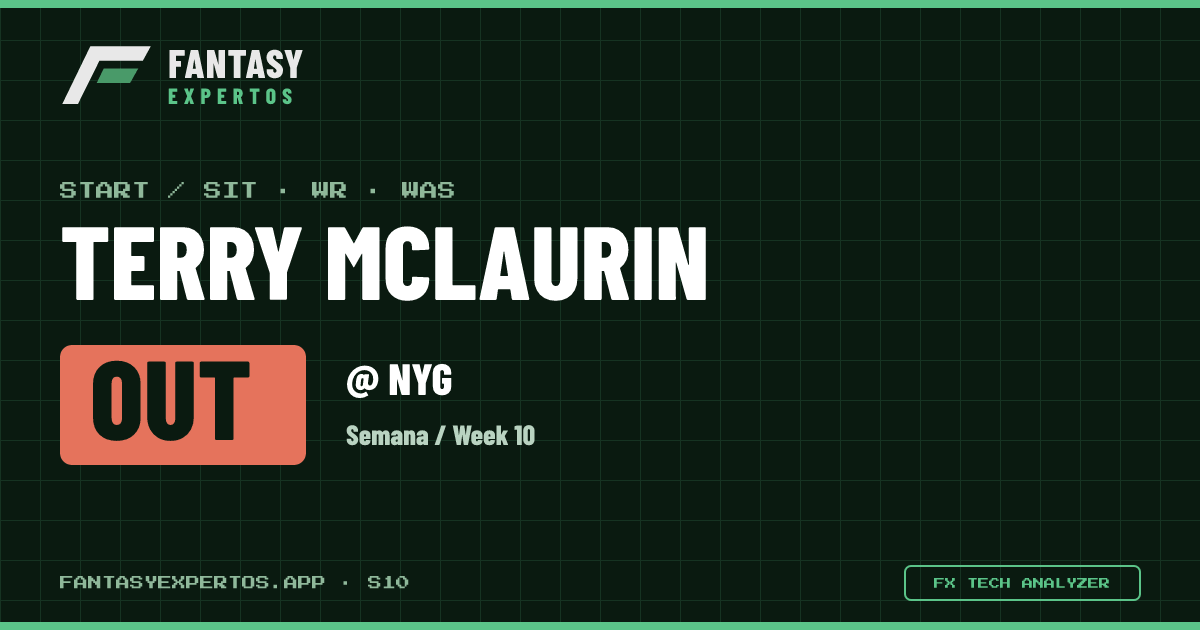 FANTASY
EXPERTOS
START / SIT · WR · WAS
TERRY MCLAURIN
OUT
@ NYG
Semana / Week 10
FANTASYEXPERTOS.APP · S10
FX TECH ANALYZER